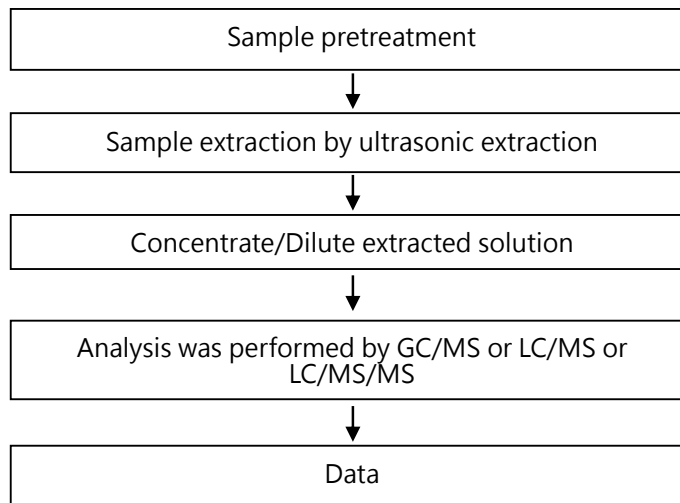 Sample pretreatment
Sample extraction by ultrasonic extraction
Concentrate/Dilute extracted solution
Analysis was performed by GC/MS or LC/MS or
LC/MS/MS
Data